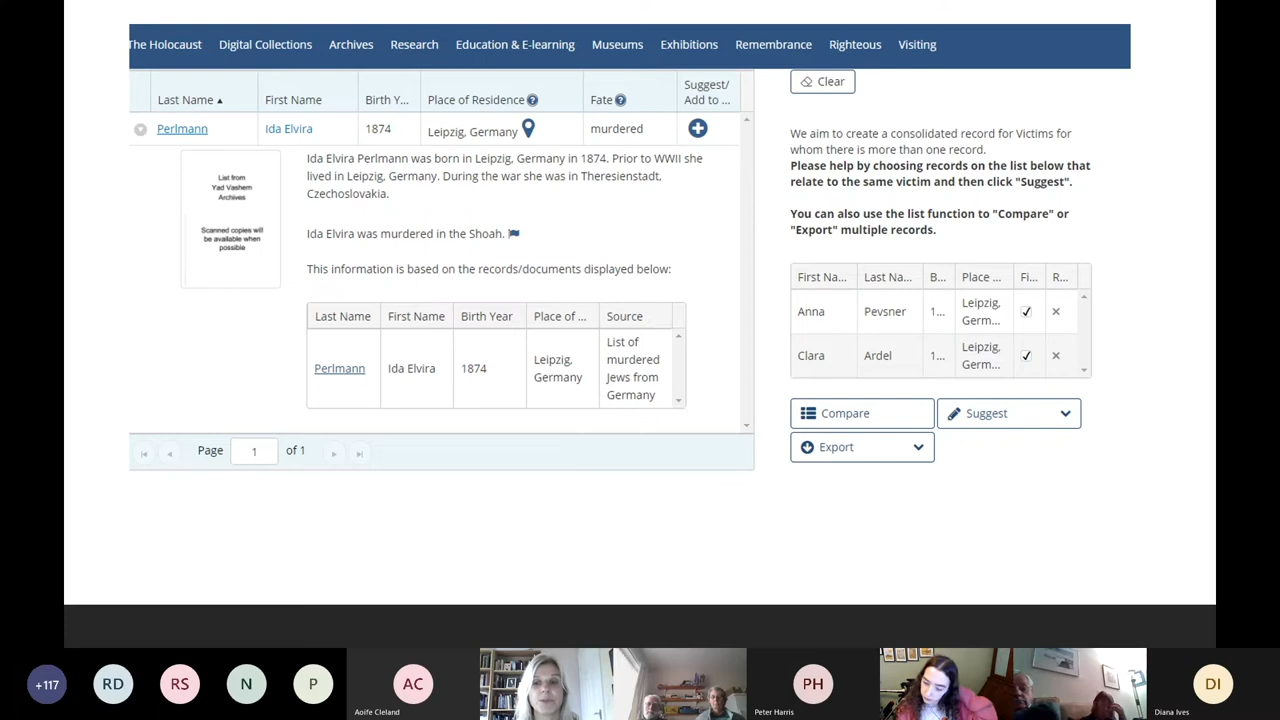 The Holocaust Digital Collections Archives Research Education & E-learning Museums Exhibitions Remembrance Righteous Visiting
Last Name First Name Birth Y... Place of Residence Fate Suggest/
Add to ...
Perlmann Ida Elvira 1874 Leipzig, Germany murdered
List from
Yad Vashem
Archives
Scanned copies will
be available when
possible
Ida Elvira Perlmann was born in Leipzig, Germany in 1874. Prior to WWII she
lived in Leipzig, Germany. During the war she was in Theresienstadt,
Czechoslovakia.
Ida Elvira was murdered in the Shoah.
This information is based on the records/documents displayed below:
Last Name First Name Birth Year Place of ... Source
Perlmann Ida Elvira 1874 Leipzig,
Germany
List of
murdered
Jews from
Germany
Page 1 of 1
Clear
We aim to create a consolidated record for Victims for
whom there is more than one record.
Please help by choosing records on the list below that
relate to the same victim and then click "Suggest".
You can also use the list function to "Compare" or
"Export" multiple records.
First Na... Last Na... B... Place ... Fi... R...
Anna Pevsner 1... Leipzig,
Germ...
Clara Ardel 1... Leipzig,
Germ...
Compare Suggest
Export
+117 RD RS N P AC PH DI
Aoife Cleland Peter Harris Diana Ives